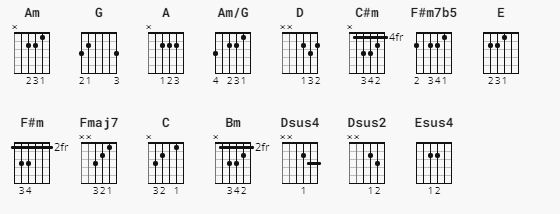 Am G A Am/G D C#m F#m7b5 E
× × ×× ×
4fr
231 21 3 123 4 231 132 342 2 341 231
F#m Fmaj7 C Bm Dsus4 Dsus2 Esus4
×× × × ×× ××
2fr 2fr
34 321 32 1 342 1 12 12